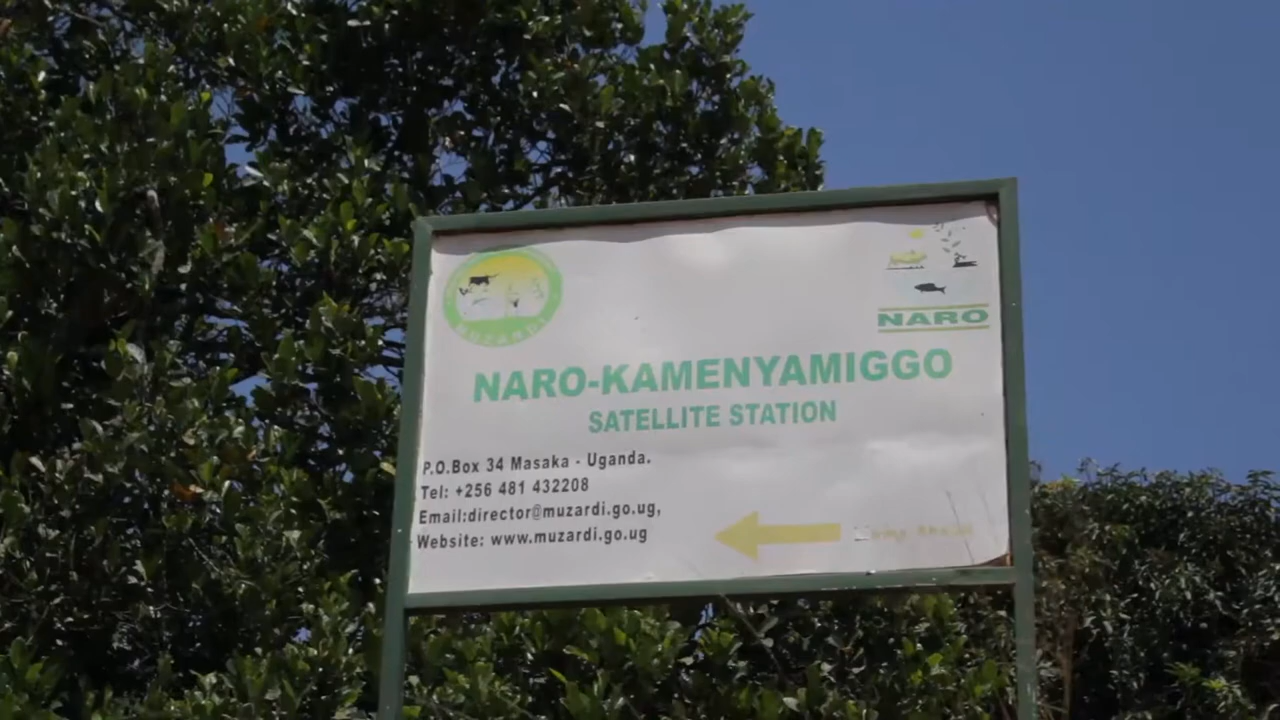 MUZARDI
NARO
NARO-KAMENYAMIGGO
SATELLITE STATION
P.O.Box 34 Masaka - Uganda.
Tel: +256 481 432208
Email:director@muzardi.go.ug,
Website: www.muzardi.go.ug